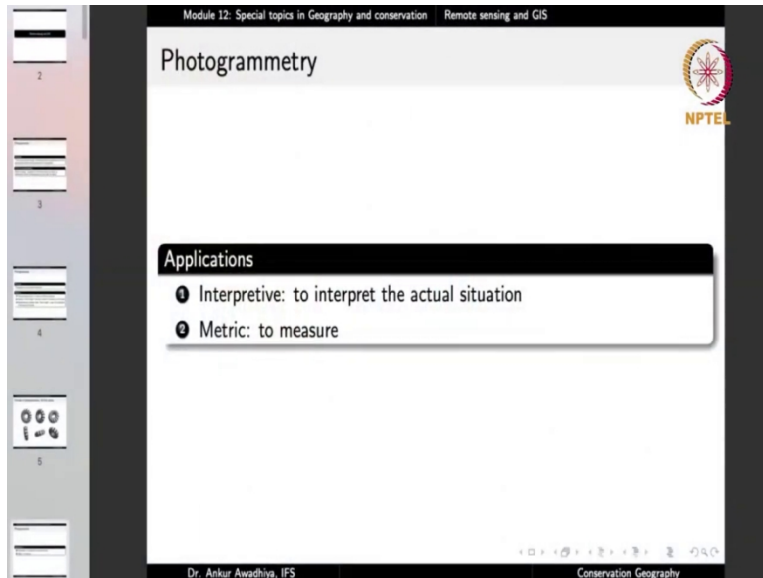 Module 12: Special topics in Geography and conservation Remote sensing and GIS
Photogrammetry
NPTEL
Applications
1 Interpretive: to interpret the actual situation
2 Metric: to measure
2
3
4
5
Dr. Ankur Awadhiya, IFS Conservation Geography